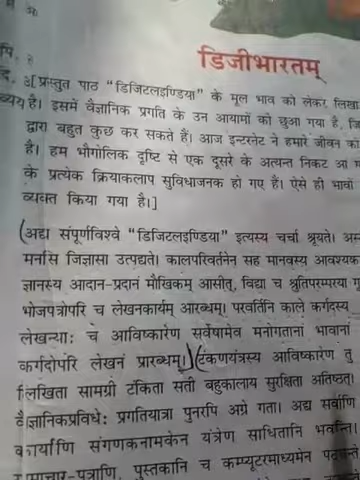 डिजीभारतम्
[प्रस्तुत पाठ "डिजिटलइण्डिया" के मूल भाव को लेकर लिखा
है। इसमें वैज्ञानिक प्रगति के उन आयामों को छुआ गया है,
द्वारा बहुत कुछ कर सकते हैं। आज इन्टरनेट ने हमारे जीवन को
है। हम भौगोलिक दृष्टि से एक दूसरे के अत्यन्त निकट आ
के प्रत्येक क्रियाकलाप सुविधाजनक हो गए हैं। ऐसे ही भावों
व्यक्त किया गया है।]
(अद्य संपूर्णविश्वे "डिजिटलइण्डिया" इत्यस्य चर्चा श्रूयते।
मनसि जिज्ञासा उत्पद्यते। कालपरिवर्तनेन सह मानवस्य आवश्यक
ज्ञानस्य आदान-प्रदानं मौखिकम् आसीत्, विद्या च श्रुतिपरम्परया
भोजपत्रोपरि च लेखनकार्यम् आरब्धम्। परवर्तिनि काले कर्गदस्य
लेखन्याः च आविष्कारेण सर्वेषामेव मनोगतानां भावानां
कर्गदोपरि लेखनं प्रारब्धम्।)(टंकणयंत्रस्य आविष्कारेण तु
लिखिता सामग्री टंकिता सती बहुकालाय सुरक्षिता अतिष्ठत्।
वैज्ञानिकप्रविधेः प्रगतियात्रा पुनरपि अग्रे गता। अद्य सर्वाणि
कार्याणि संगणकनामकेन यंत्रेण साधितानि भवन्ति।
पुस्तकानि च कम्प्यूटरमाध्यमेन